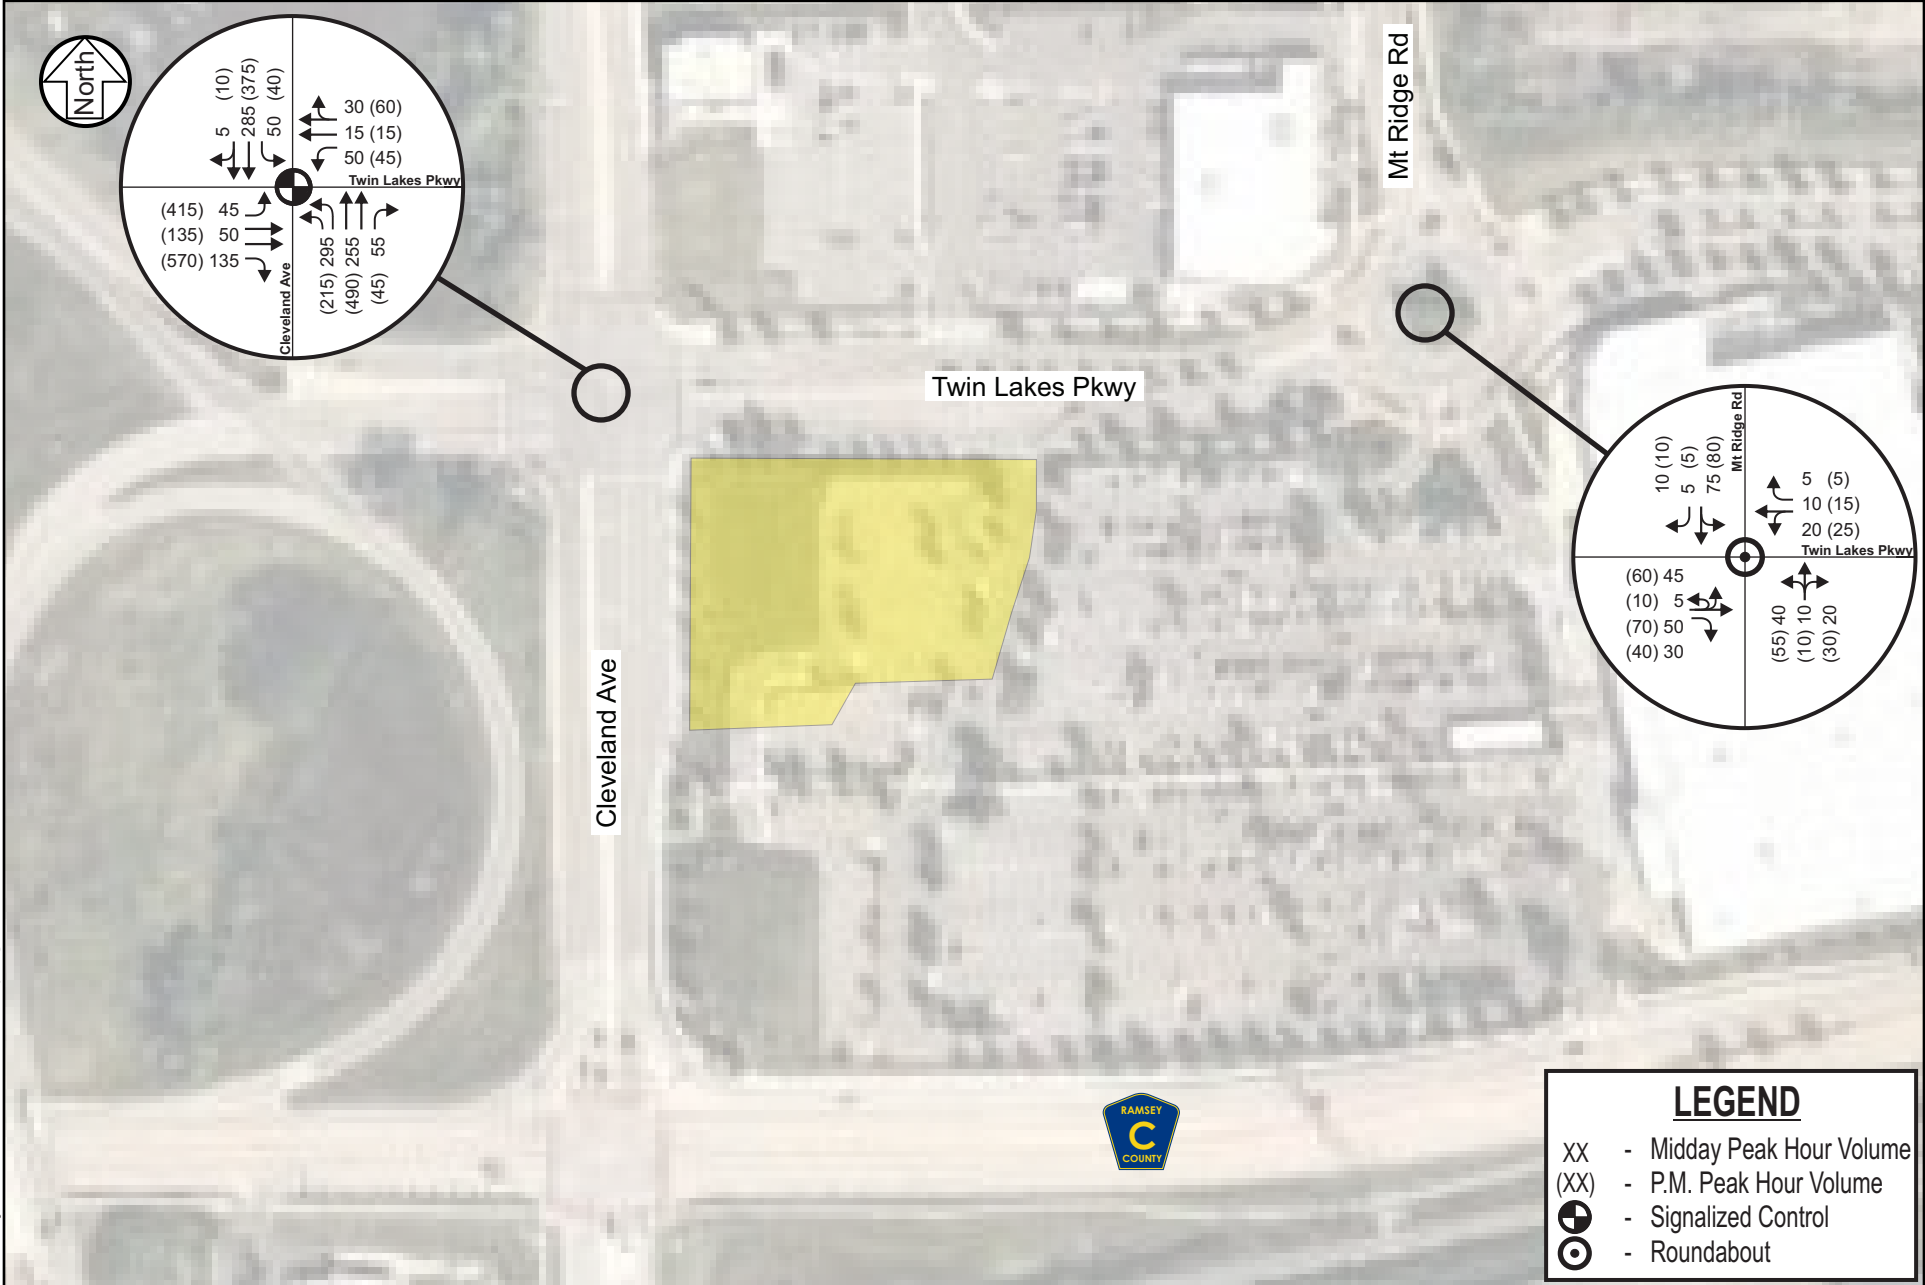 North
5 (10)
285 (375)
50 (40)
30 (60)
15 (15)
50 (45)
Twin Lakes Pkwy
(415) 45
(135) 50
(570) 135
Cleveland Ave
(215) 295
(490) 255
(45) 55
Mt Ridge Rd
Twin Lakes Pkwy
Cleveland Ave
10 (10)
5 (5)
75 (80)
Mt Ridge Rd
5 (5)
10 (15)
20 (25)
Twin Lakes Pkwy
(60) 45
(10) 5
(70) 50
(40) 30
(55) 40
(10) 10
(30) 20
RAMSEY
C
COUNTY
LEGEND
XX - Midday Peak Hour Volume
(XX) - P.M. Peak Hour Volume
- Signalized Control
- Roundabout